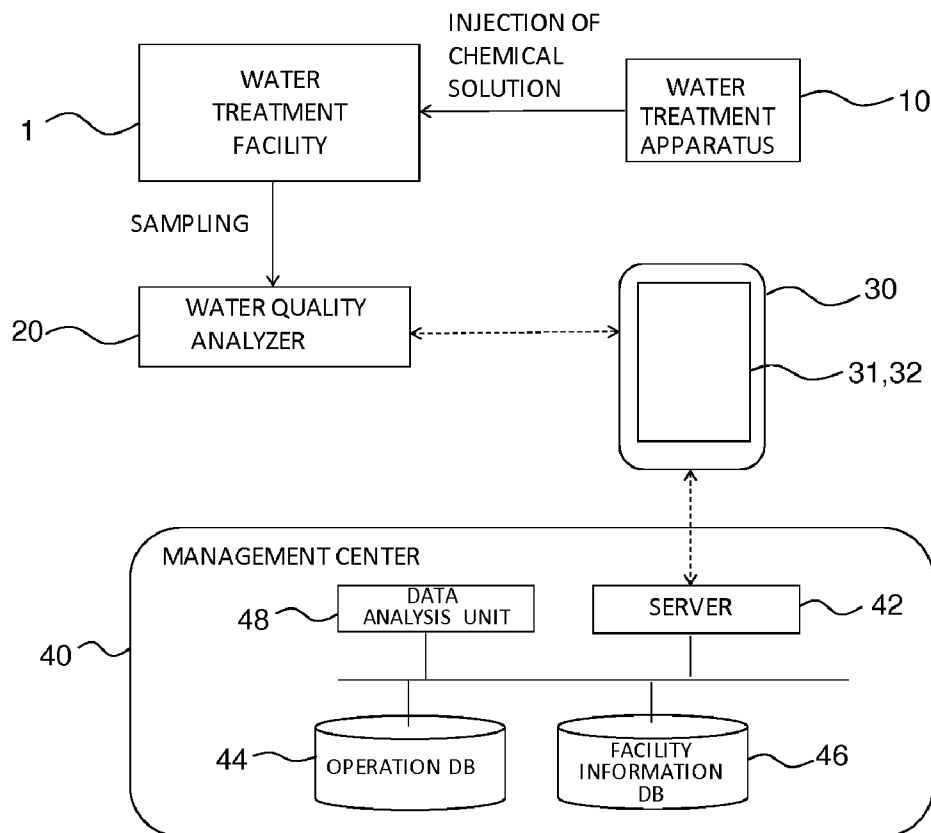 INJECTION OF
CHEMICAL
SOLUTION
WATER
TREATMENT
FACILITY
1
WATER
TREATMENT
APPARATUS
10
SAMPLING
WATER QUALITY
ANALYZER
20
30
31,32
MANAGEMENT CENTER
40
DATA
ANALYSIS UNIT
48
SERVER
42
OPERATION DB
44
FACILITY
INFORMATION
DB
46